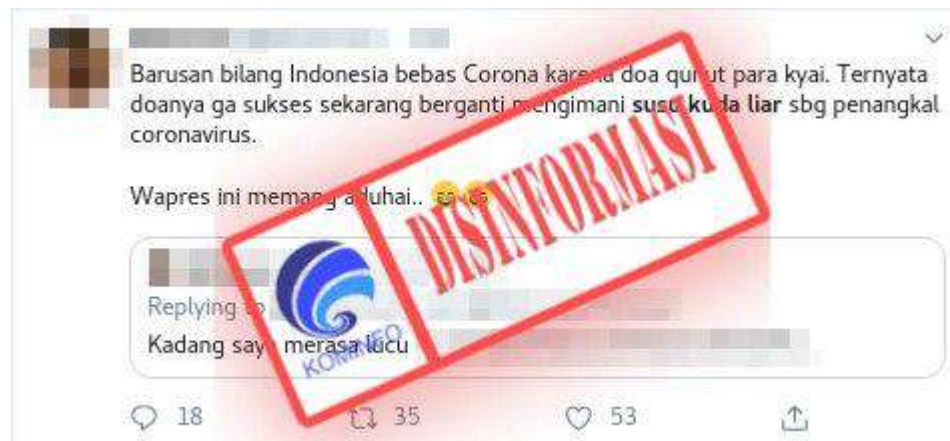 Barusan bilang Indonesia bebas Corona karena doa qunut para kyai. Ternyata
doanya ga sukses sekarang berganti mengimani susu kuda liar sbg penangkal
coronavirus.
Wapres ini memang aduhai..
DISINFORMASI
KOMINFO
Replying to
Kadang saya merasa lucu
18 35 53